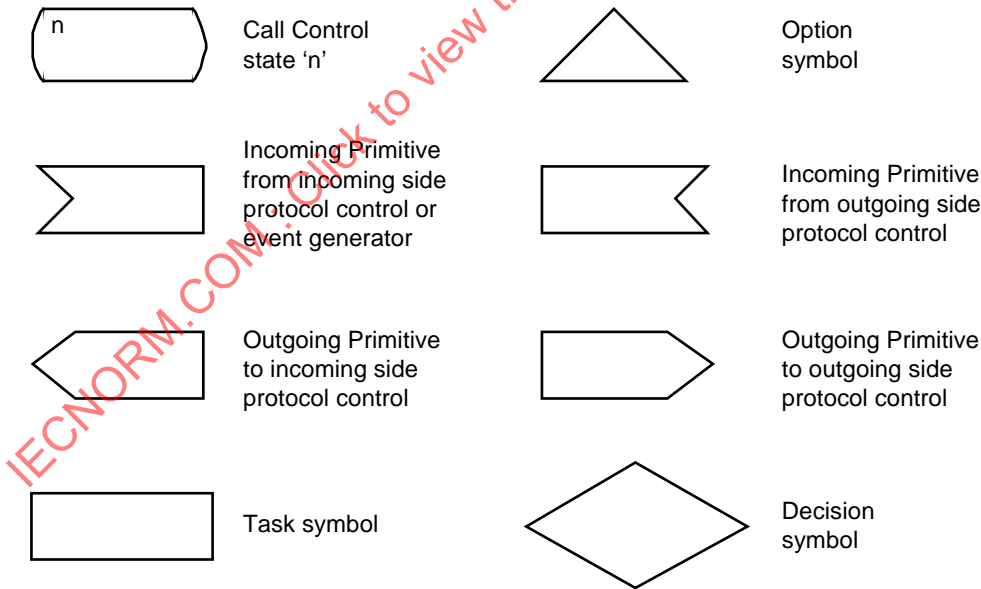 n
Call Control
state ‘n’
Option
symbol
Incoming Primitive
from incoming side
protocol control or
event generator
Incoming Primitive
from outgoing side
protocol control
Outgoing Primitive
to incoming side
protocol control
Outgoing Primitive
to outgoing side
protocol control
Task symbol
Decision
symbol
IECNORM.COM : Click to view